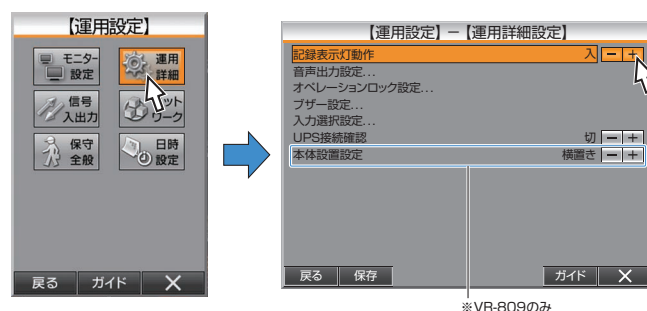 【運用設定】
モニター
設定
運用
詳細
信号
入出力
ネット
ワーク
保守
全般
日時
設定
戻る ガイド ×
【運用設定】－【運用詳細設定】
記録表示灯動作 入 － ＋
音声出力設定...
オペレーションロック設定...
ブザー設定...
入力選択設定...
UPS接続確認 切 － ＋
本体設置設定 横置き － ＋
戻る 保存 ガイド ×
※VR-809のみ